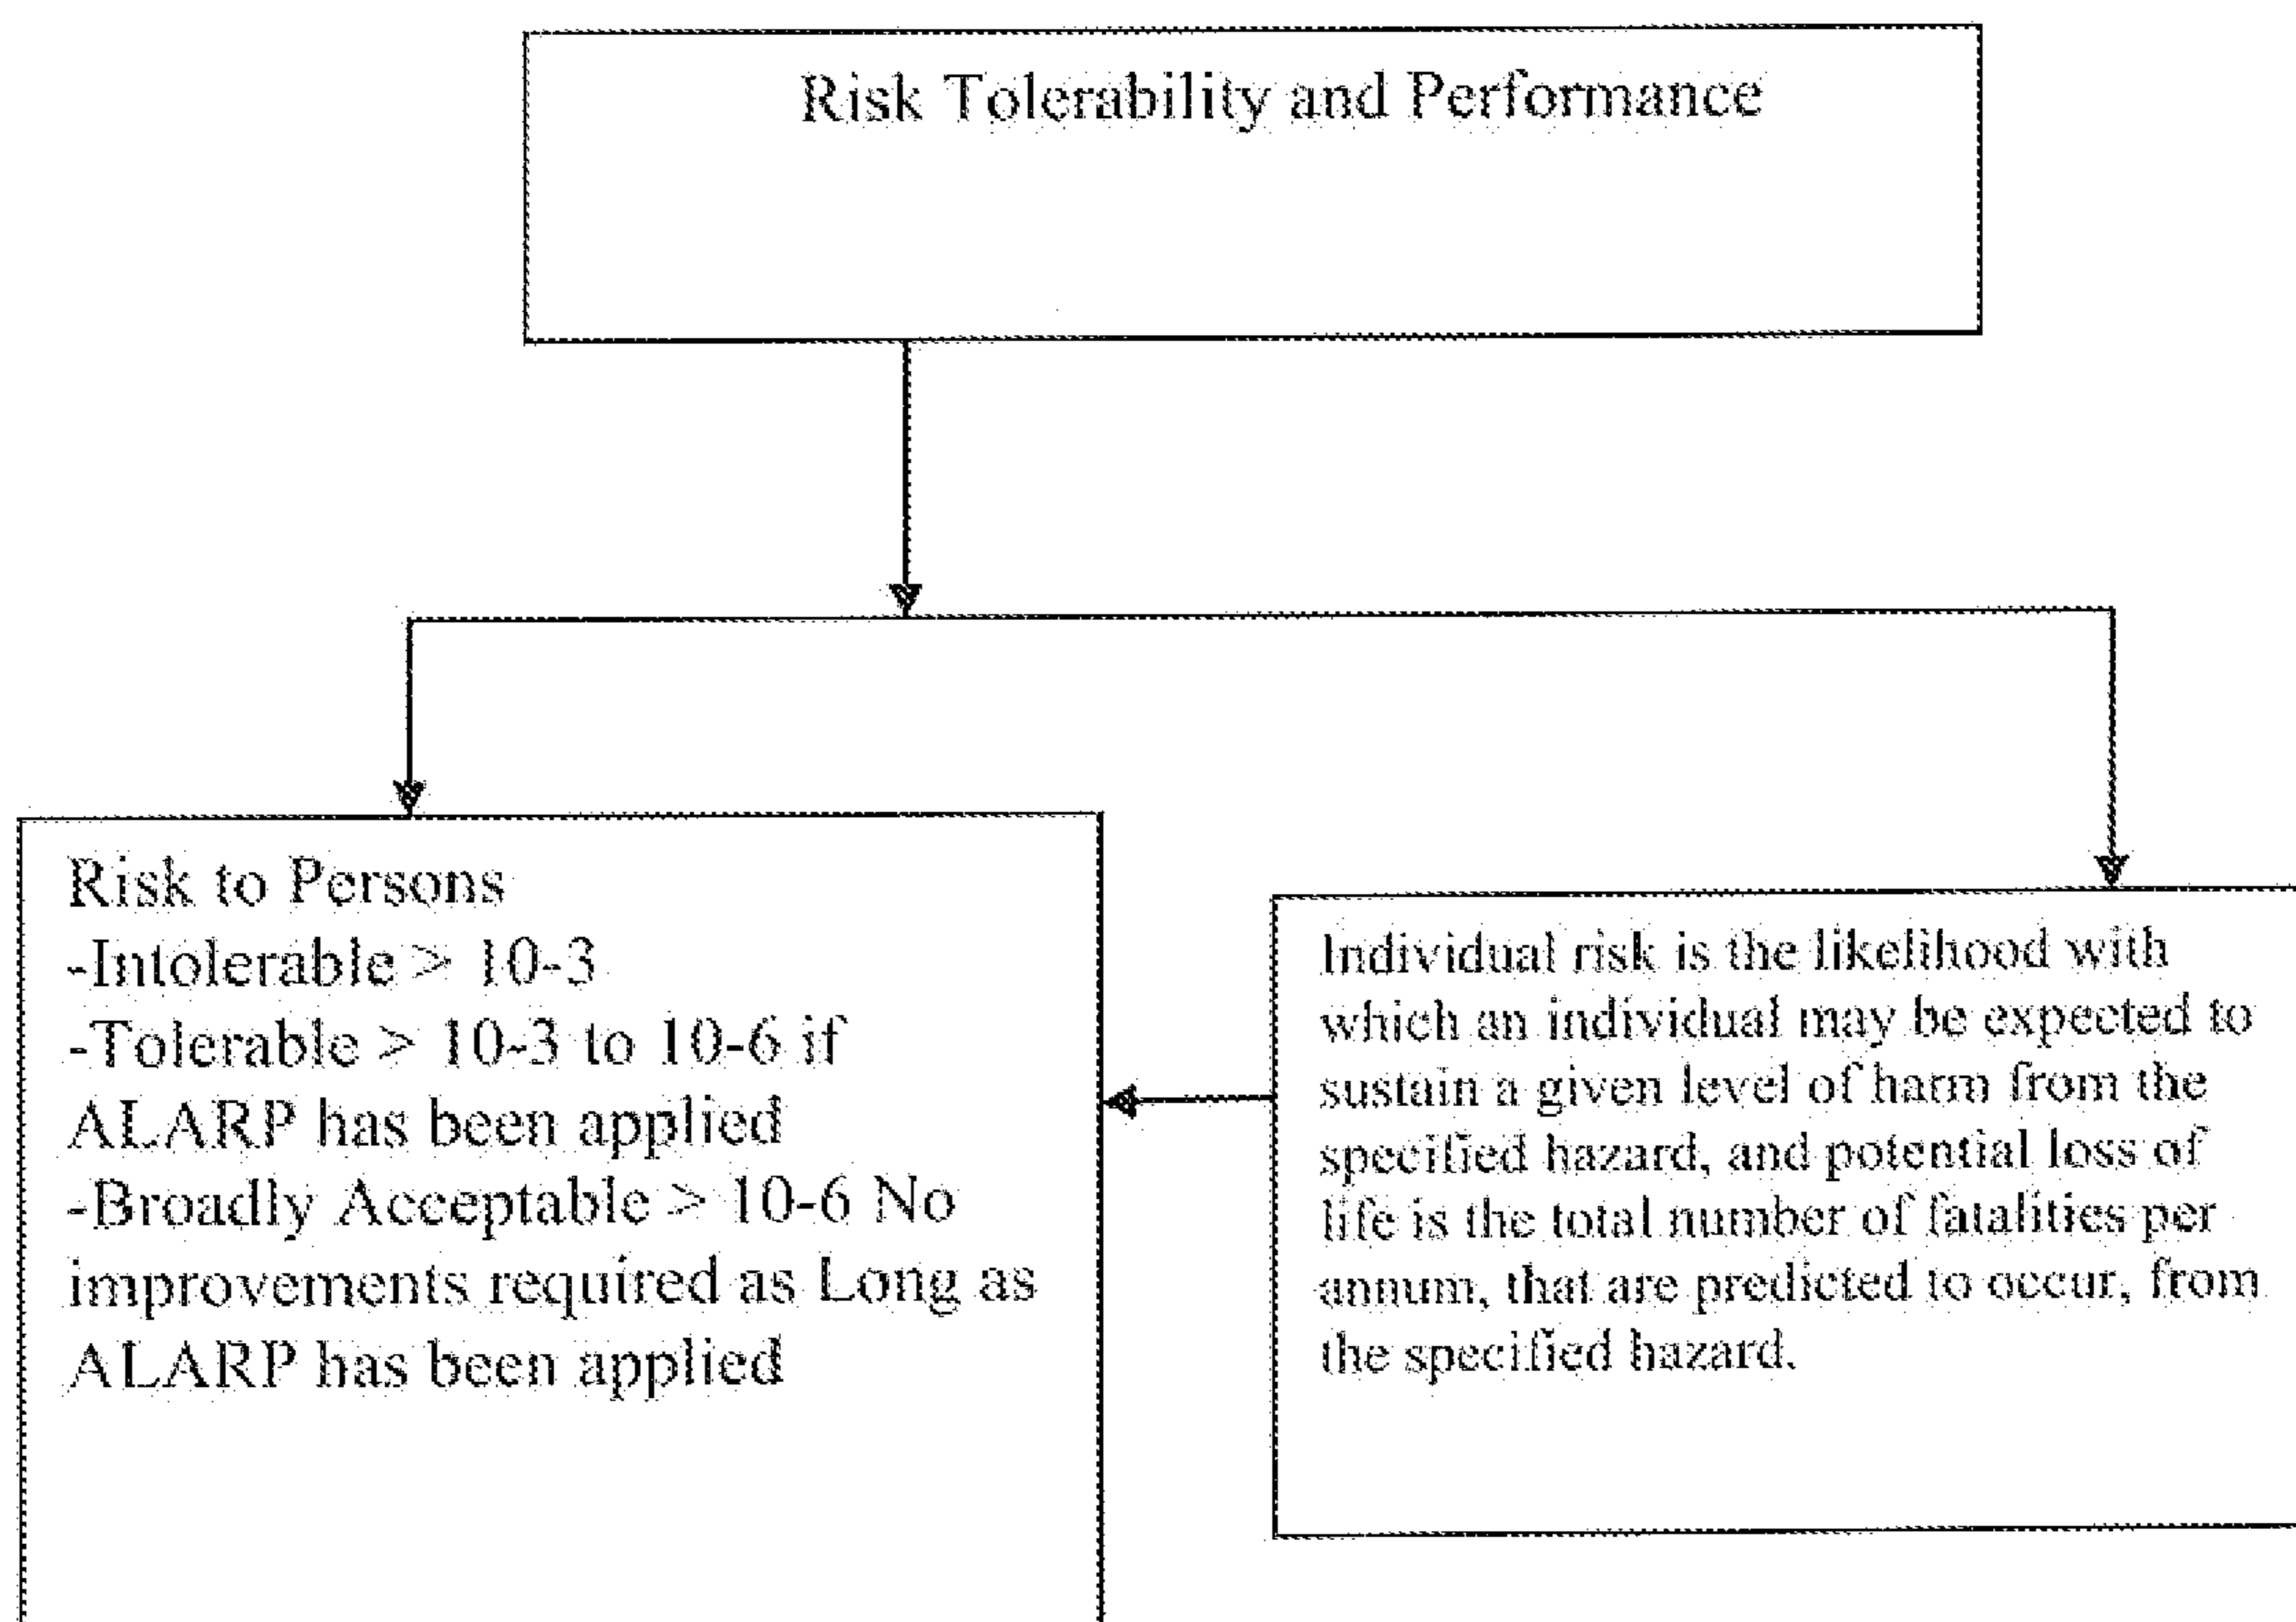 Risk Tolerability and Performance
Risk to Persons
-Intolerable > 10-3
-Tolerable > 10-3 to 10-6 if
ALARP has been applied
-Broadly Acceptable > 10-6 No
improvements required as Long as
ALARP has been applied
Individual risk is the likelihood with
which an individual may be expected to
sustain a given level of harm from the
specified hazard, and potential loss of
life is the total number of fatalities per
annum, that are predicted to occur, from
the specified hazard.